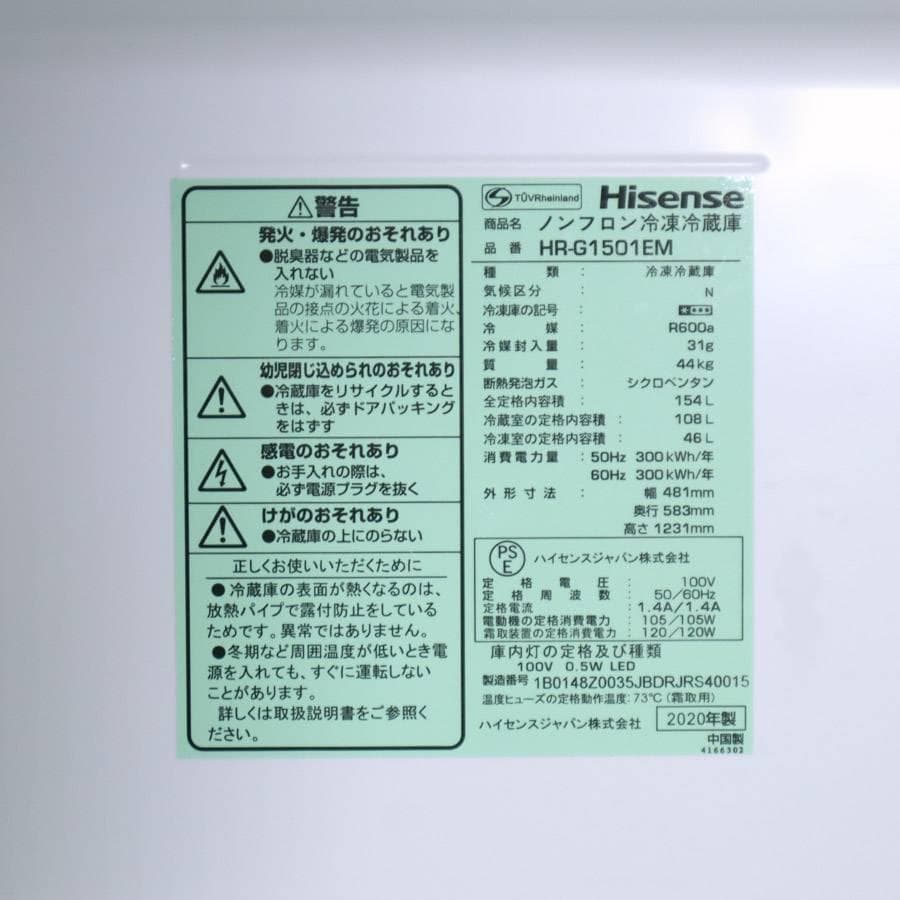 警告
発火・爆発のおそれあり
●脱臭器などの電気製品を
入れない
冷媒が漏れていると電気製
品の接点の火花による着火、
着火による爆発の原因にな
ります。
幼児閉じ込められのおそれあり
●冷蔵庫をリサイクルすると
きは、必ずドアパッキング
をはずす
感電のおそれあり
●お手入れの際は、
必ず電源プラグを抜く
けがのおそれあり
●冷蔵庫の上にのらない
正しくお使いいただくために
●冷蔵庫の表面が熱くなるのは、
放熱パイプで露付防止をしている
ためです。異常ではありません。
●冬期など周囲温度が低いとき電
源を入れても、すぐに運転しない
ことがあります。
詳しくは取扱説明書をご参照く
ださい。
TÜVRheinland Hisense
商品名 ノンフロン冷凍冷蔵庫
品番 HR-G1501EM
種類 : 冷凍冷蔵庫
気候区分 : N
冷凍庫の記号 : ****
冷媒 : R600a
冷媒封入量 : 31g
質量 : 44kg
断熱発泡ガス : シクロペンタン
全定格内容積 : 154L
冷蔵室の定格内容積 : 108L
冷凍室の定格内容積 : 46L
消費電力量 : 50Hz 300kWh/年
60Hz 300kWh/年
外形寸法 : 幅 481mm
奥行 583mm
高さ 1231mm
PSE ハイセンスジャパン株式会社
定格電圧 : 100V
定格周波数 : 50/60Hz
定格電流 : 1.4A/1.4A
電動機の定格消費電力 : 105/105W
霜取装置の定格消費電力 : 120/120W
庫内灯の定格及び種類
100V 0.5W LED
製造番号 1B0148Z0035JBDRJRS40015
温度ヒューズの定格動作温度:73℃(霜取用)
ハイセンスジャパン株式会社 2020年製
中国製
4166302